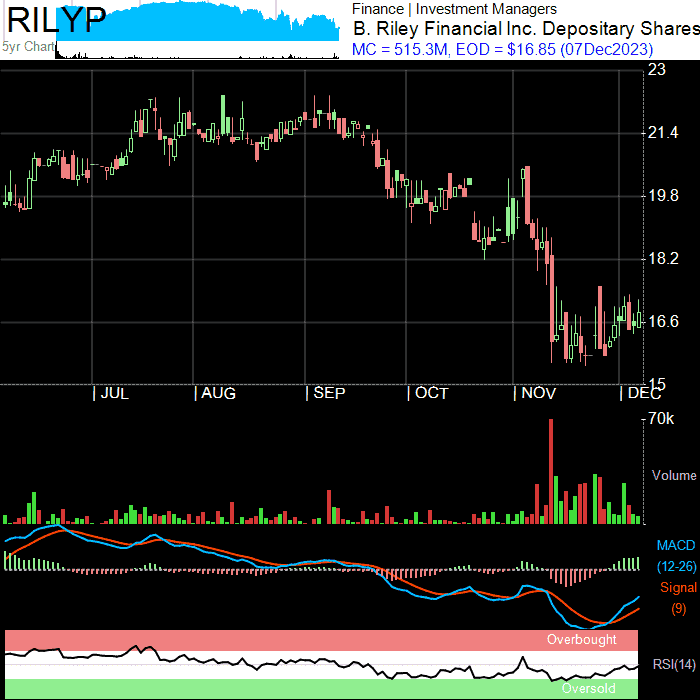 RILYP
5yr Chart
Finance | Investment Managers
B. Riley Financial Inc. Depositary Shares
MC = 515.3M, EOD = $16.85 (07Dec2023)
23
21.4
19.8
18.2
16.6
15
| JUL | AUG | SEP | OCT | NOV | DEC
70k
Volume
MACD
(12-26)
Signal
(9)
Overbought
RSI(14)
Oversold